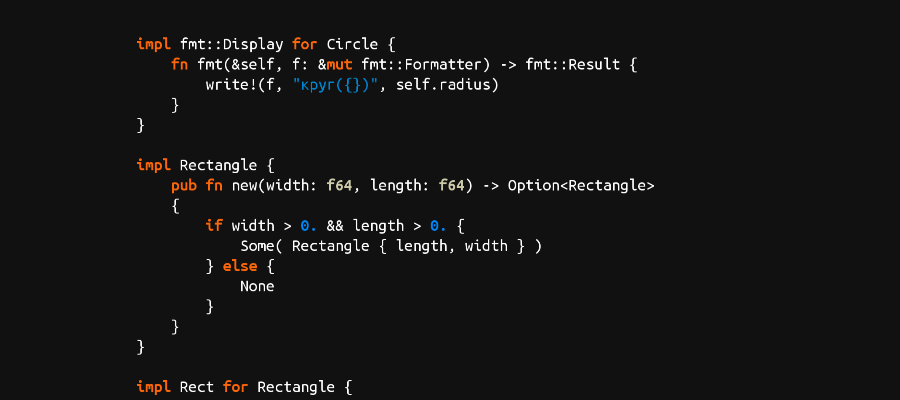 impl fmt::Display for Circle {
    fn fmt(&self, f: &mut fmt::Formatter) -> fmt::Result {
        write!(f, "круг({})", self.radius)
    }
}

impl Rectangle {
    pub fn new(width: f64, length: f64) -> Option<Rectangle>
    {
        if width > 0. && length > 0. {
            Some( Rectangle { length, width } )
        } else {
            None
        }
    }
}

impl Rect for Rectangle {